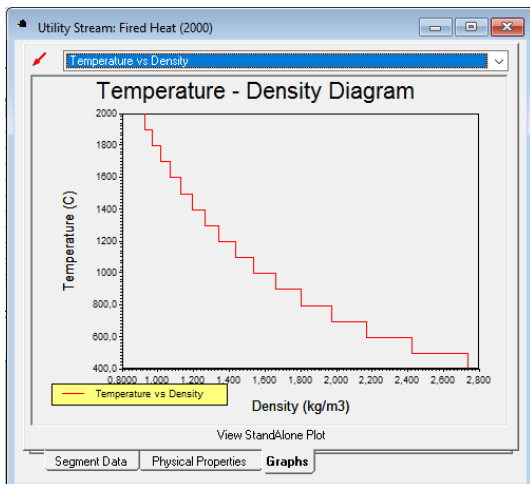 Utility Stream: Fired Heat (2000)
Temperature vs Density
Temperature - Density Diagram
Temperature (C)
2000
1800
1600
1400
1200
1000
800,0
600,0
400,0
0,8000 1,000 1,200 1,400 1,600 1,800 2,000 2,200 2,400 2,600 2,800
Temperature vs Density
Density (kg/m3)
View StandAlone Plot
Segment Data Physical Properties Graphs